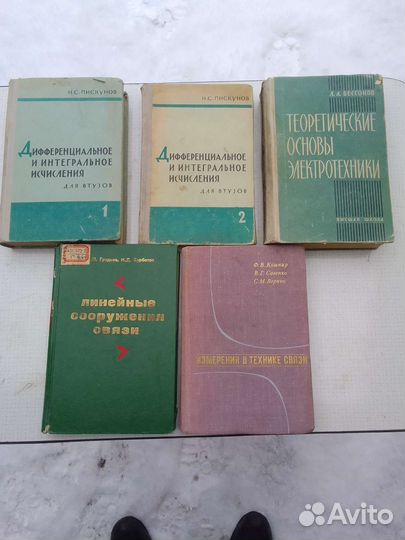 Н.С. ПИСКУНОВ
ДИФФЕРЕНЦИАЛЬНОЕ
И ИНТЕГРАЛЬНОЕ
ИСЧИСЛЕНИЯ
ДЛЯ ВТУЗОВ
1
Н.С. ПИСКУНОВ
ДИФФЕРЕНЦИАЛЬНОЕ
И ИНТЕГРАЛЬНОЕ
ИСЧИСЛЕНИЯ
ДЛЯ ВТУЗОВ
2
Л. А. БЕССОНОВ
ТЕОРЕТИЧЕСКИЕ
ОСНОВЫ
ЭЛЕКТРОТЕХНИКИ
ВЫСШАЯ ШКОЛА
линейные
сооружения
связи
Ф. В. Кушнир
В. Г. Савенко
С. М. Верник
ИЗМЕРЕНИЯ В ТЕХНИКЕ СВЯЗИ
Avito